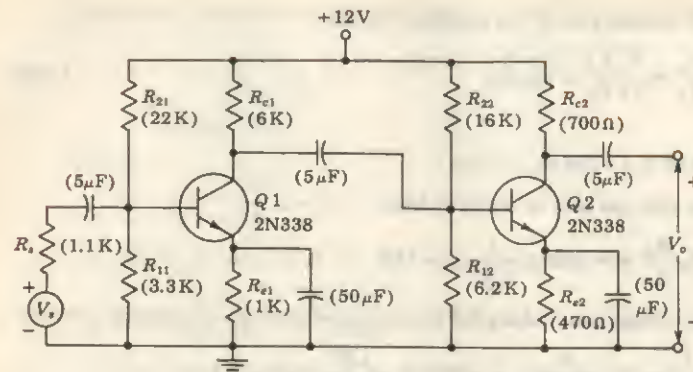 +12V
R21
(22K)
Rc1
(6K)
R22
(16K)
Rc2
(700Ω)
(5μF)
Q1
2N338
(5μF)
Q2
2N338
(5μF)
+
Rs
(1.1K)
R11
(3.3K)
Re1
(1K)
(50μF)
R12
(6.2K)
Re2
(470Ω)
(50
μF)
Vo
+
Vs
−
−